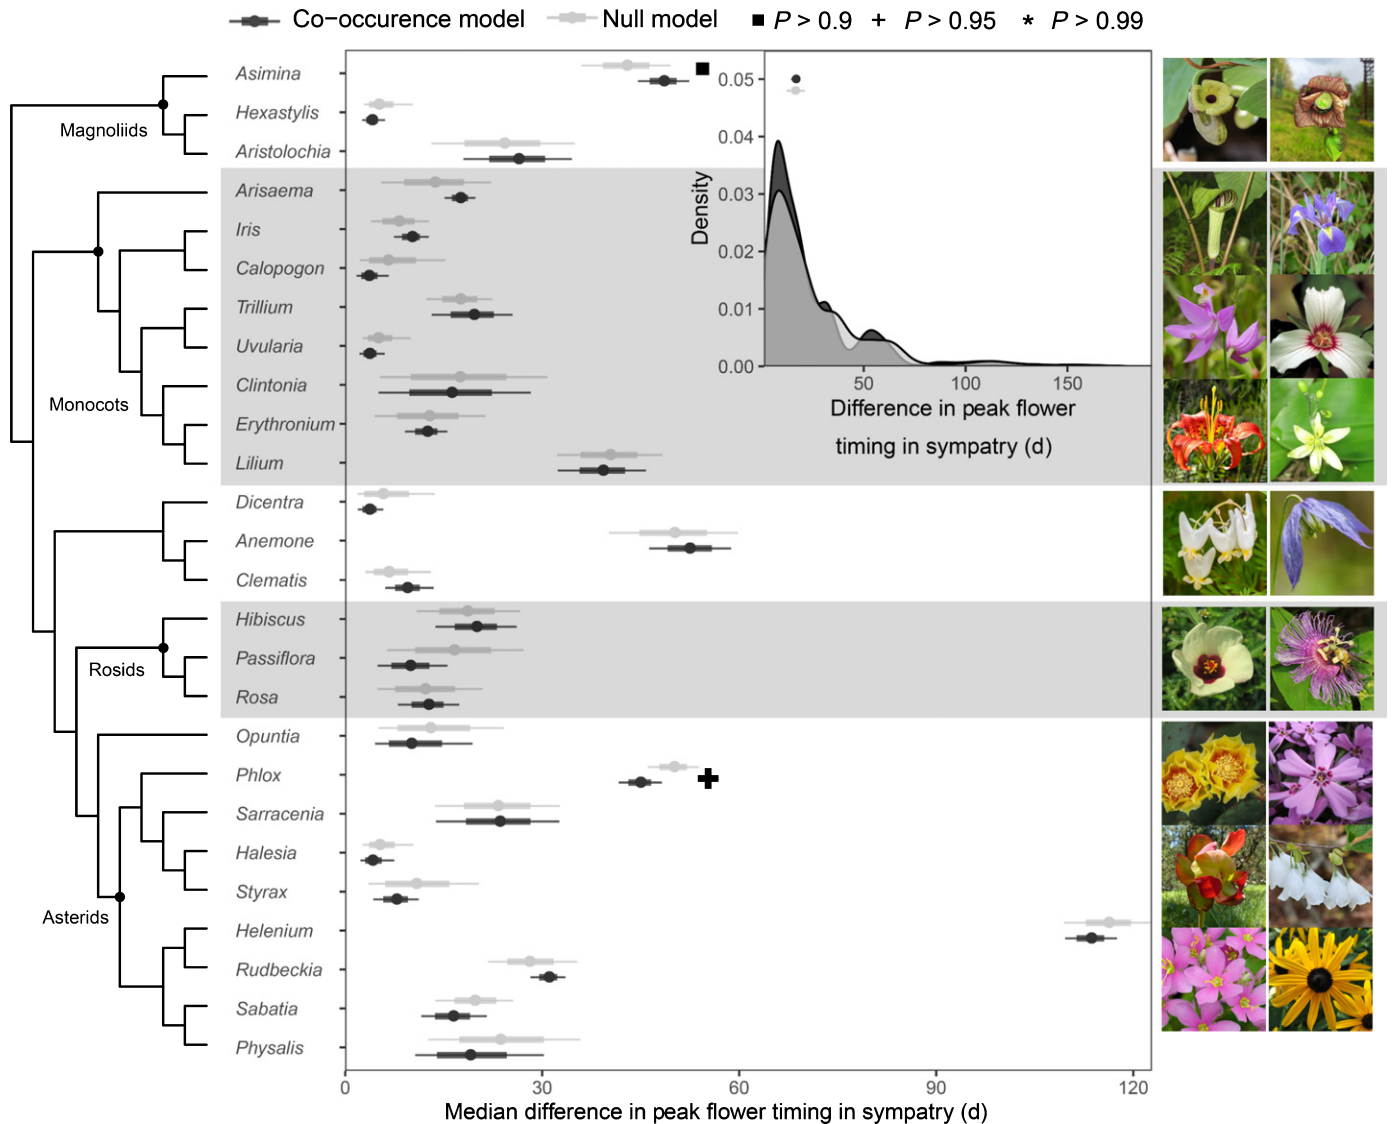 Co−occurence model Null model P > 0.9 + P > 0.95 * P > 0.99
Asimina
Hexastylis
Magnoliids
Aristolochia
Arisaema
Iris
Calopogon
Trillium
Uvularia
Clintonia
Monocots
Erythronium
Lilium
Dicentra
Anemone
Clematis
Hibiscus
Passiflora
Rosids
Rosa
Opuntia
Phlox
Sarracenia
Halesia
Styrax
Asterids
Helenium
Rudbeckia
Sabatia
Physalis
0 30 60 90 120
Median difference in peak flower timing in sympatry (d)
0.05
0.04
0.03
0.02
0.01
0.00
Density
50 100 150
Difference in peak flower
timing in sympatry (d)